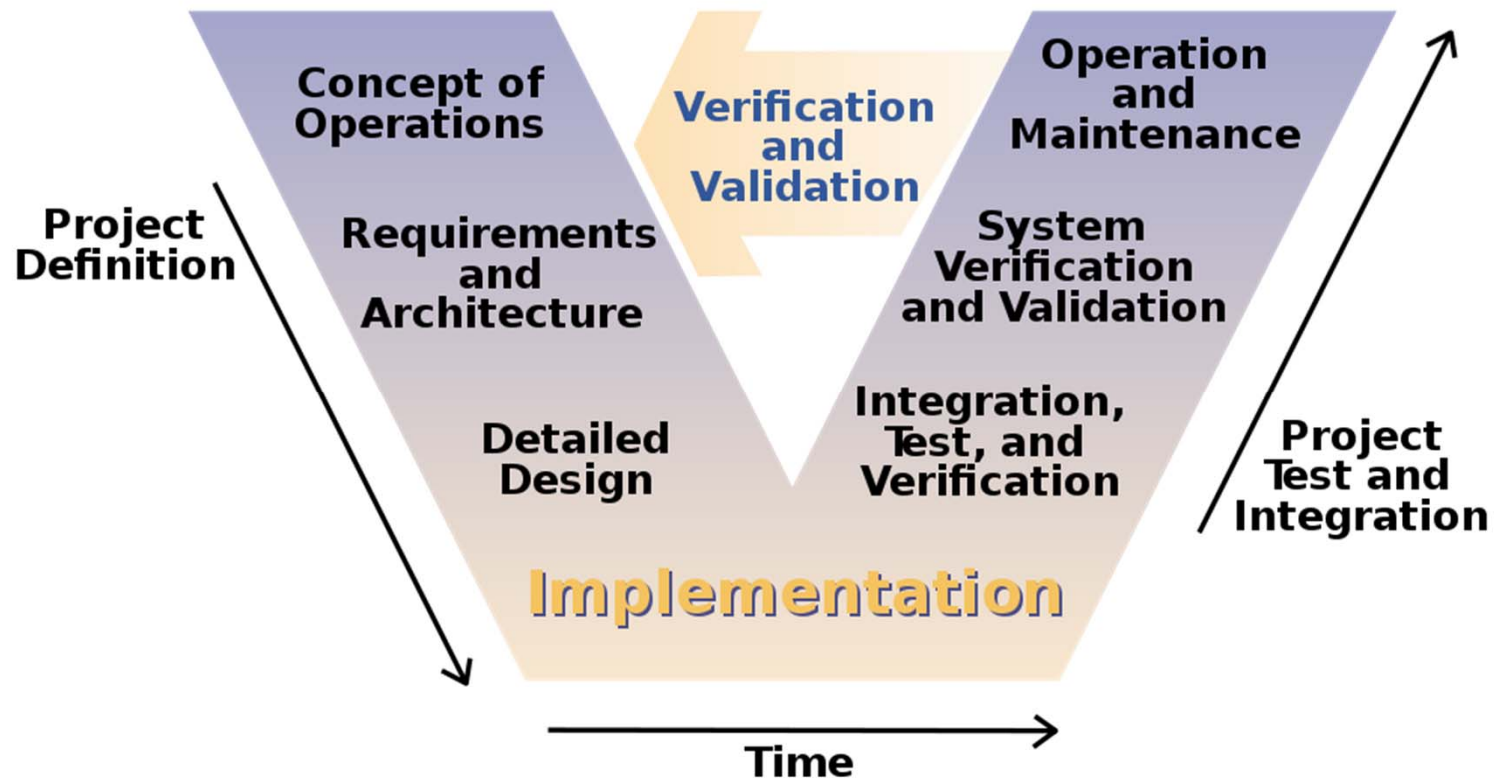 Concept of
Operations
Verification
and
Validation
Operation
and
Maintenance
Project
Definition
Requirements
and
Architecture
System
Verification
and Validation
Detailed
Design
Integration,
Test, and
Verification
Project
Test and
Integration
Implementation
Time